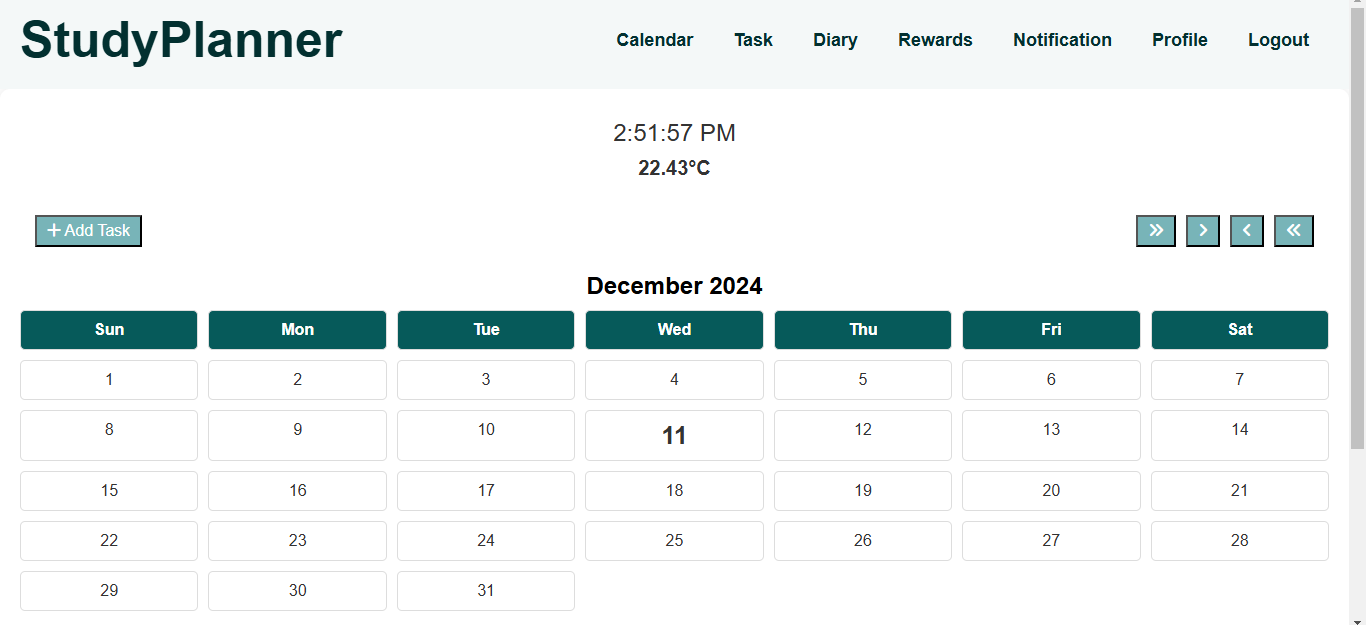 StudyPlanner Calendar Task Diary Rewards Notification Profile Logout
2:51:57 PM
22.43°C
+ Add Task » › ‹ «
December 2024
Sun Mon Tue Wed Thu Fri Sat
1 2 3 4 5 6 7
8 9 10 11 12 13 14
15 16 17 18 19 20 21
22 23 24 25 26 27 28
29 30 31